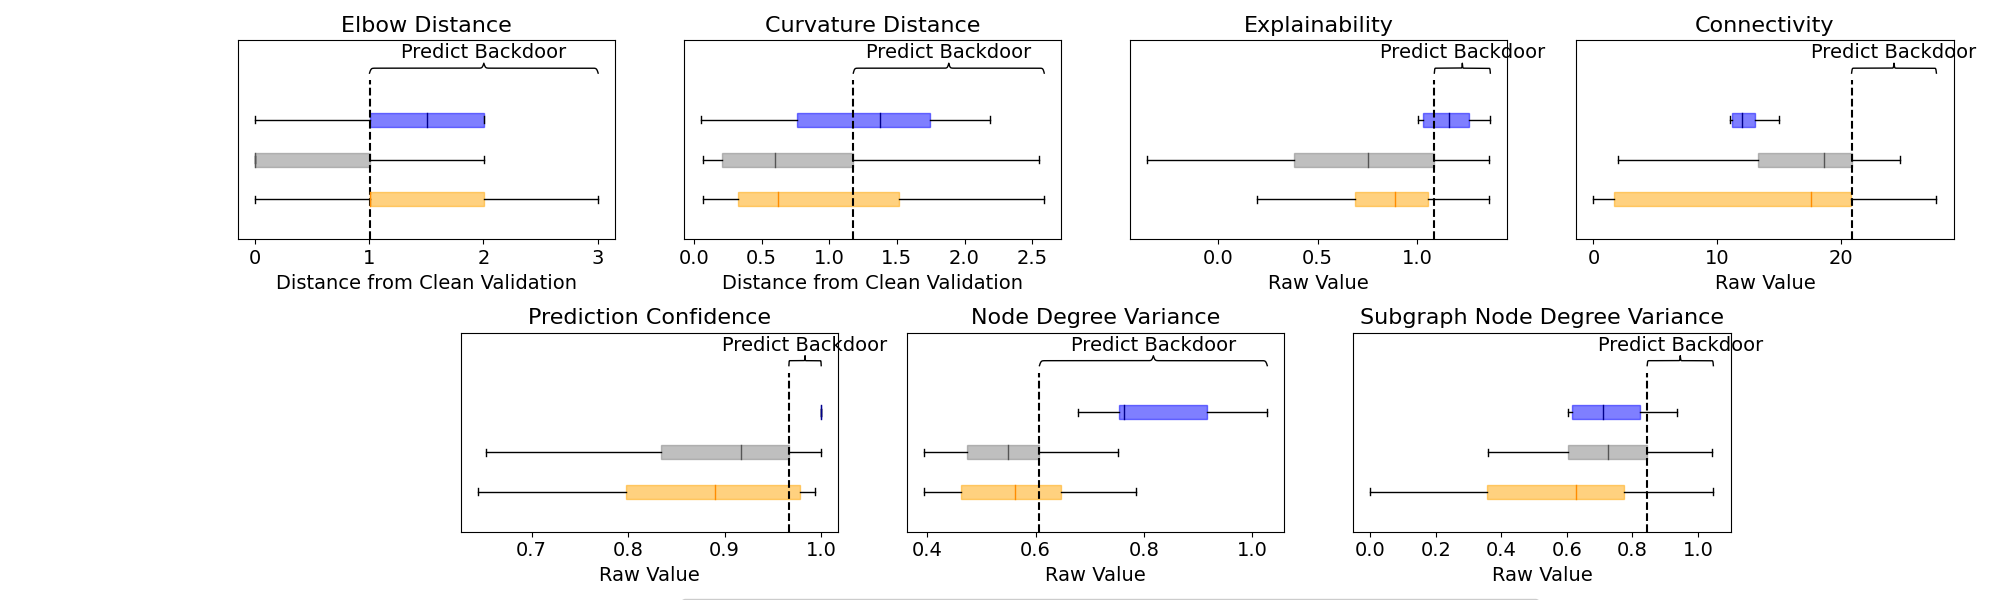 Elbow Distance
Predict Backdoor
0 1 2 3
Distance from Clean Validation
Curvature Distance
Predict Backdoor
0.0 0.5 1.0 1.5 2.0 2.5
Distance from Clean Validation
Explainability
Predict Backdoor
0.0 0.5 1.0
Raw Value
Connectivity
Predict Backdoor
0 10 20
Raw Value
Prediction Confidence
Predict Backdoor
0.7 0.8 0.9 1.0
Raw Value
Node Degree Variance
Predict Backdoor
0.4 0.6 0.8 1.0
Raw Value
Subgraph Node Degree Variance
Predict Backdoor
0.0 0.2 0.4 0.6 0.8 1.0
Raw Value